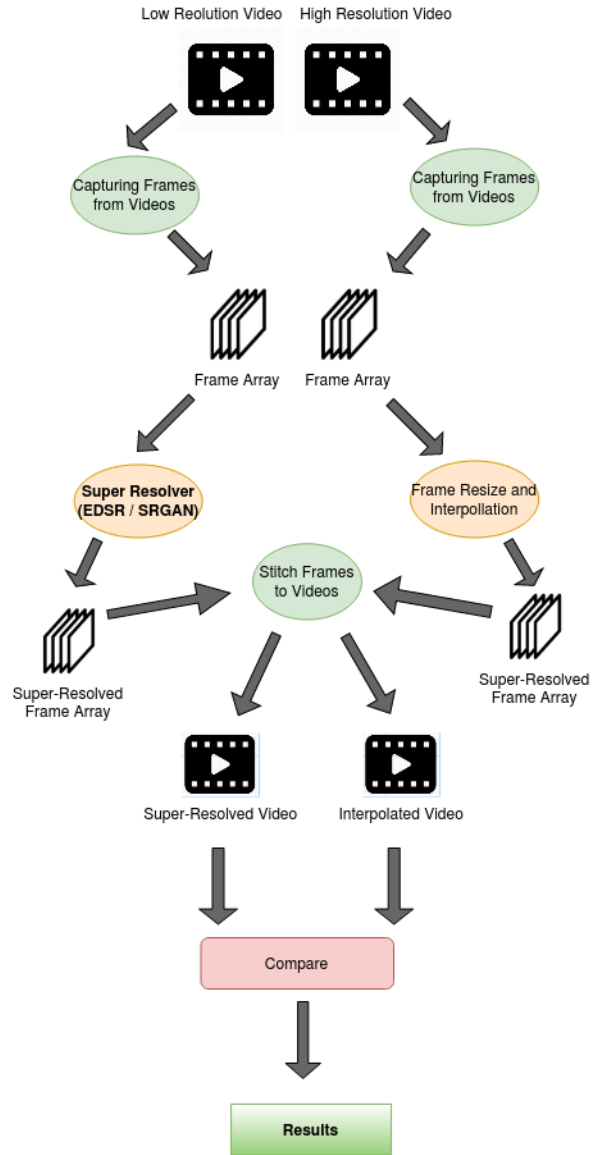 Low Reolution Video
High Resolution Video
Capturing Frames
from Videos
Capturing Frames
from Videos
Frame Array
Frame Array
Super Resolver
(EDSR / SRGAN)
Frame Resize and
Interpollation
Stitch Frames
to Videos
Super-Resolved
Frame Array
Super-Resolved
Frame Array
Super-Resolved Video
Interpolated Video
Compare
Results